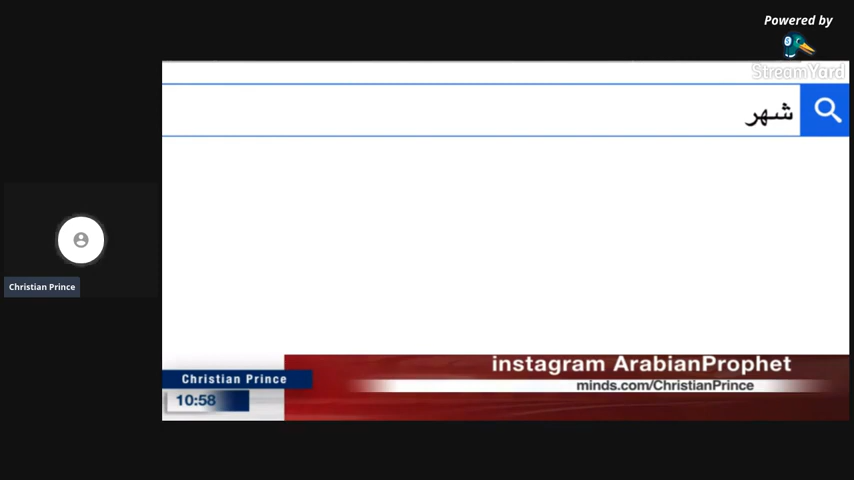 Powered by
StreamYard
شهر
Christian Prince
instagram ArabianProphet
Christian Prince
minds.com/ChristianPrince
10:58